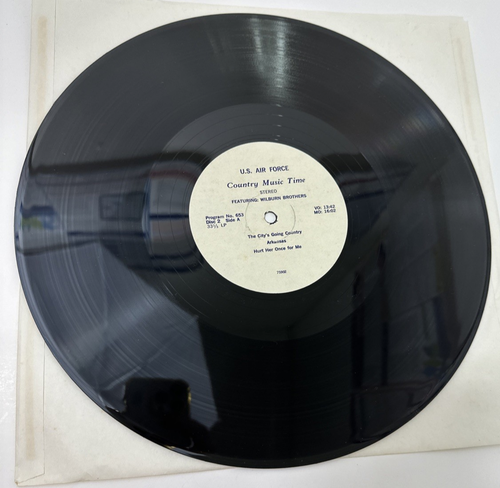 U.S. AIR FORCE
Country Music Time
STEREO
FEATURING: WILBURN BROTHERS
Program No. 653
Disc 2 Side A
33⅓ LP
VO: 13:42
MO: 16:02
The City's Going Country
Arkansas
Hurt Her Once for Me